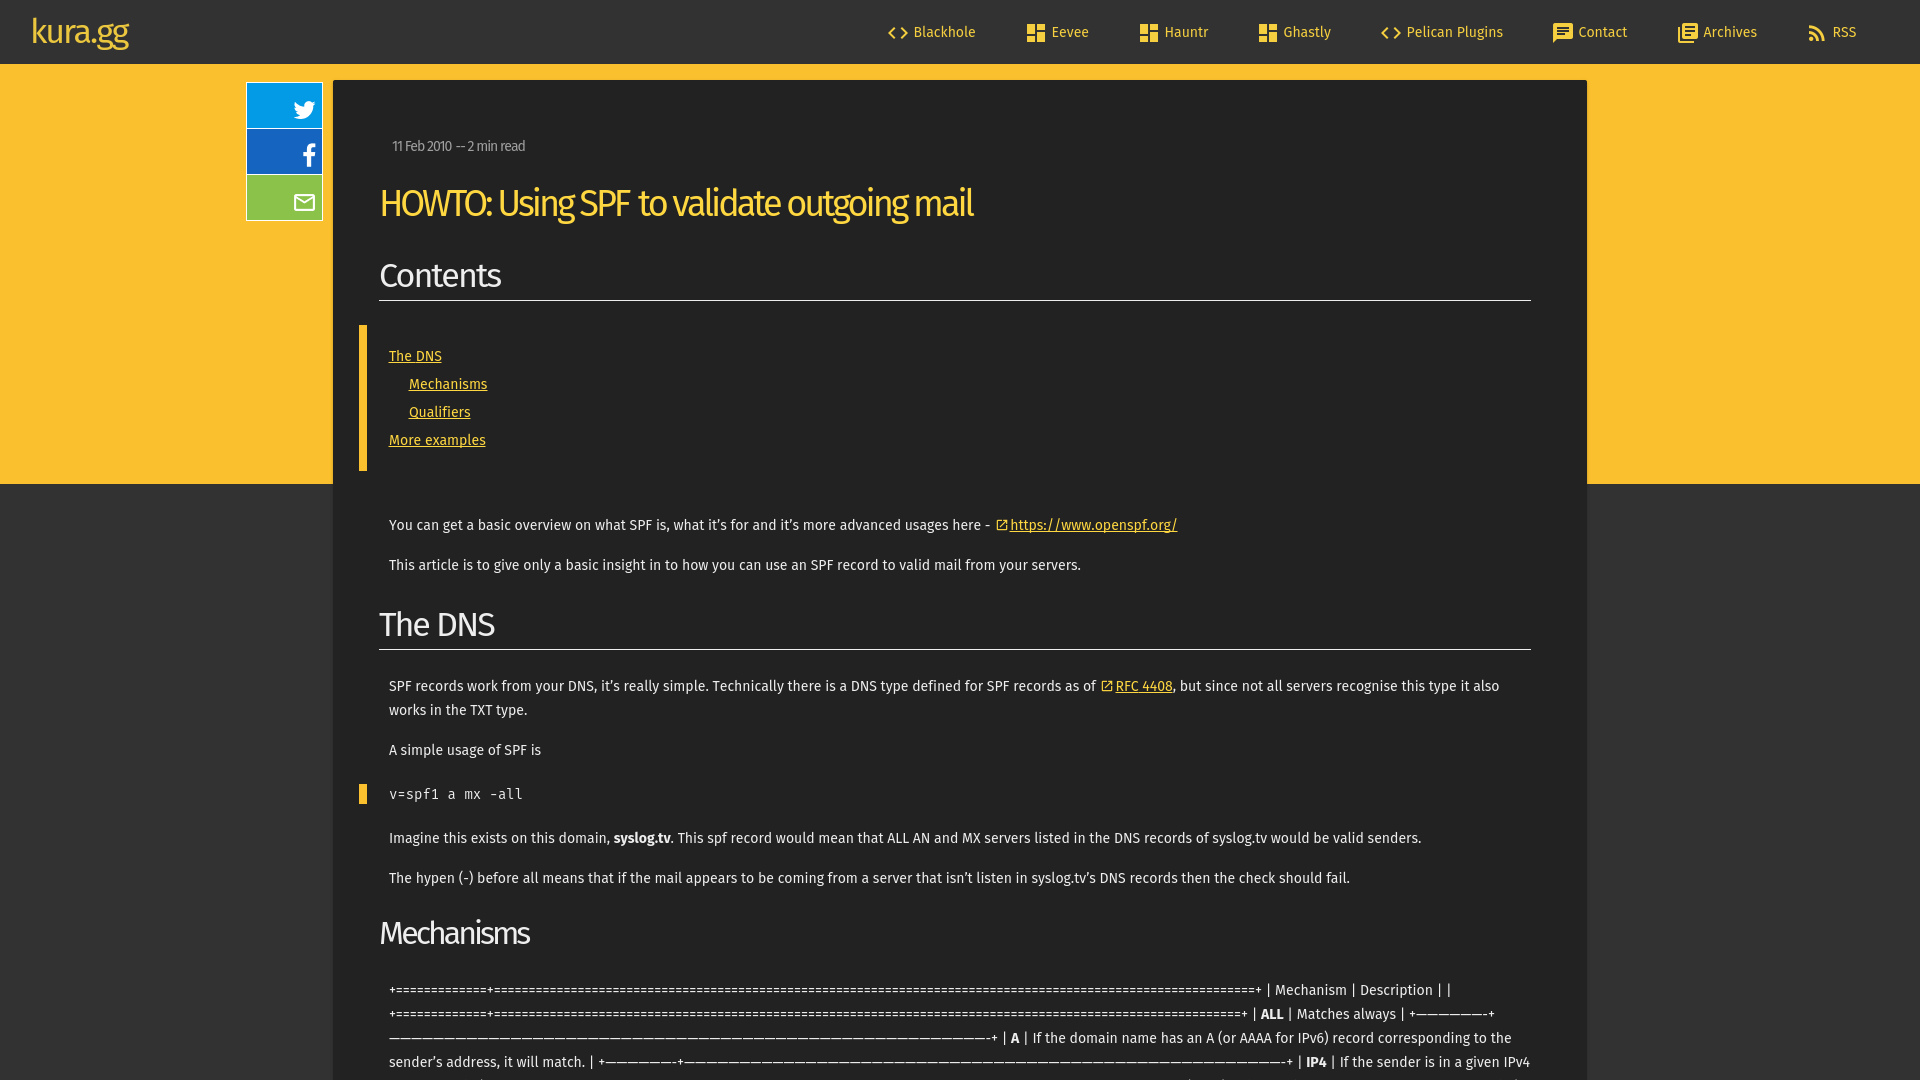 kura.gg
Blackhole
Eevee
Hauntr
Ghastly
Pelican Plugins
Contact
Archives
RSS
11 Feb 2010 -- 2 min read
HOWTO: Using SPF to validate outgoing mail
Contents
The DNS
Mechanisms
Qualifiers
More examples
You can get a basic overview on what SPF is, what it’s for and it’s more advanced usages here - https://www.openspf.org/
This article is to give only a basic insight in to how you can use an SPF record to valid mail from your servers.
The DNS
SPF records work from your DNS, it’s really simple. Technically there is a DNS type defined for SPF records as of RFC 4408, but since not all servers recognise this type it also
works in the TXT type.
A simple usage of SPF is
v=spf1 a mx -all
Imagine this exists on this domain, syslog.tv. This spf record would mean that ALL AN and MX servers listed in the DNS records of syslog.tv would be valid senders.
The hypen (-) before all means that if the mail appears to be coming from a server that isn’t listen in syslog.tv’s DNS records then the check should fail.
Mechanisms
+=============+=============================================================================================================+ | Mechanism | Description | |
+=============+===========================================================================================================+ | ALL | Matches always | +——————-+
——————————————————————————————————————————————————————-+ | A | If the domain name has an A (or AAAA for IPv6) record corresponding to the
sender’s address, it will match. | +——————-+——————————————————————————————————————————————————————-+ | IP4 | If the sender is in a given IPv4